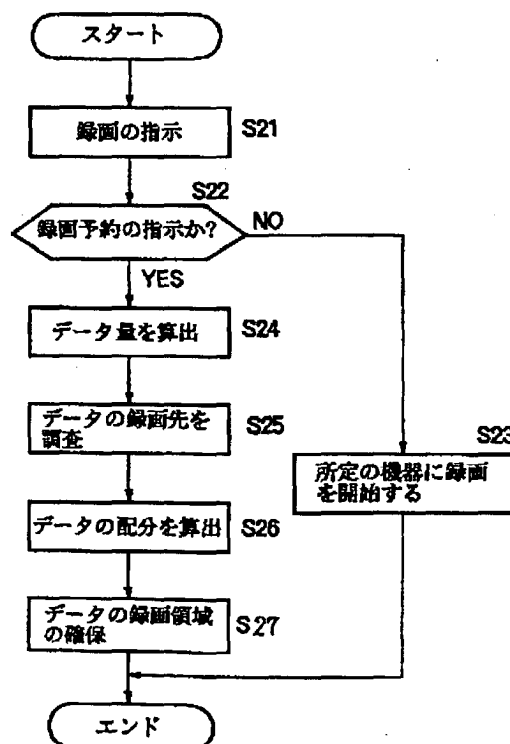 スタート
録画の指示
S21
S22
録画予約の指示か?
NO
YES
データ量を算出
S24
データの録画先を
調査
S25
S23
所定の機器に録画
を開始する
データの配分を算出
S26
データの録画領域
の確保
S27
エンド